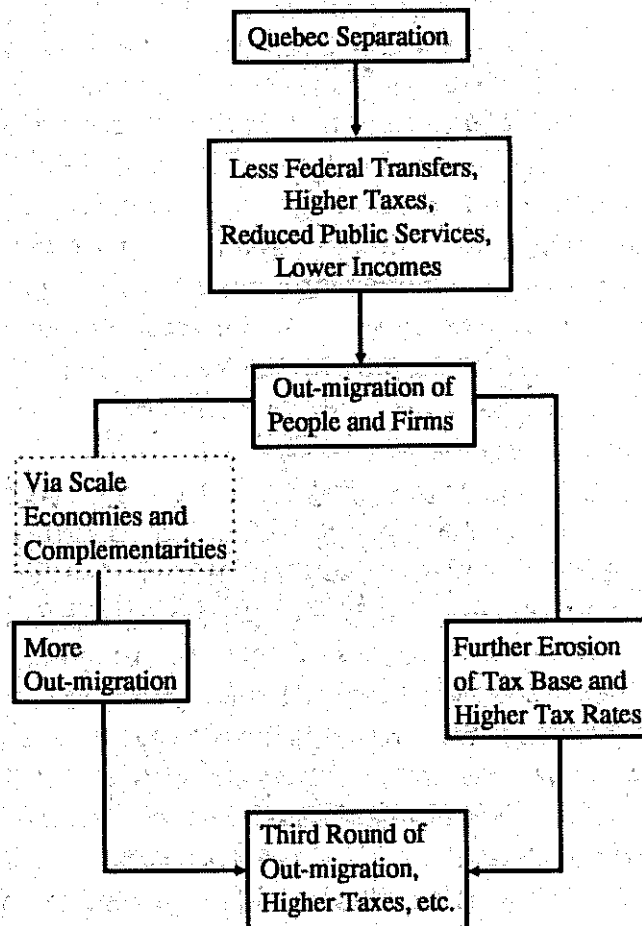 Quebec Separation
Less Federal Transfers,
Higher Taxes,
Reduced Public Services,
Lower Incomes
Out-migration of
People and Firms
Via Scale
Economies and
Complementarities
More
Out-migration
Further Erosion
of Tax Base and
Higher Tax Rates
Third Round of
Out-migration,
Higher Taxes, etc.